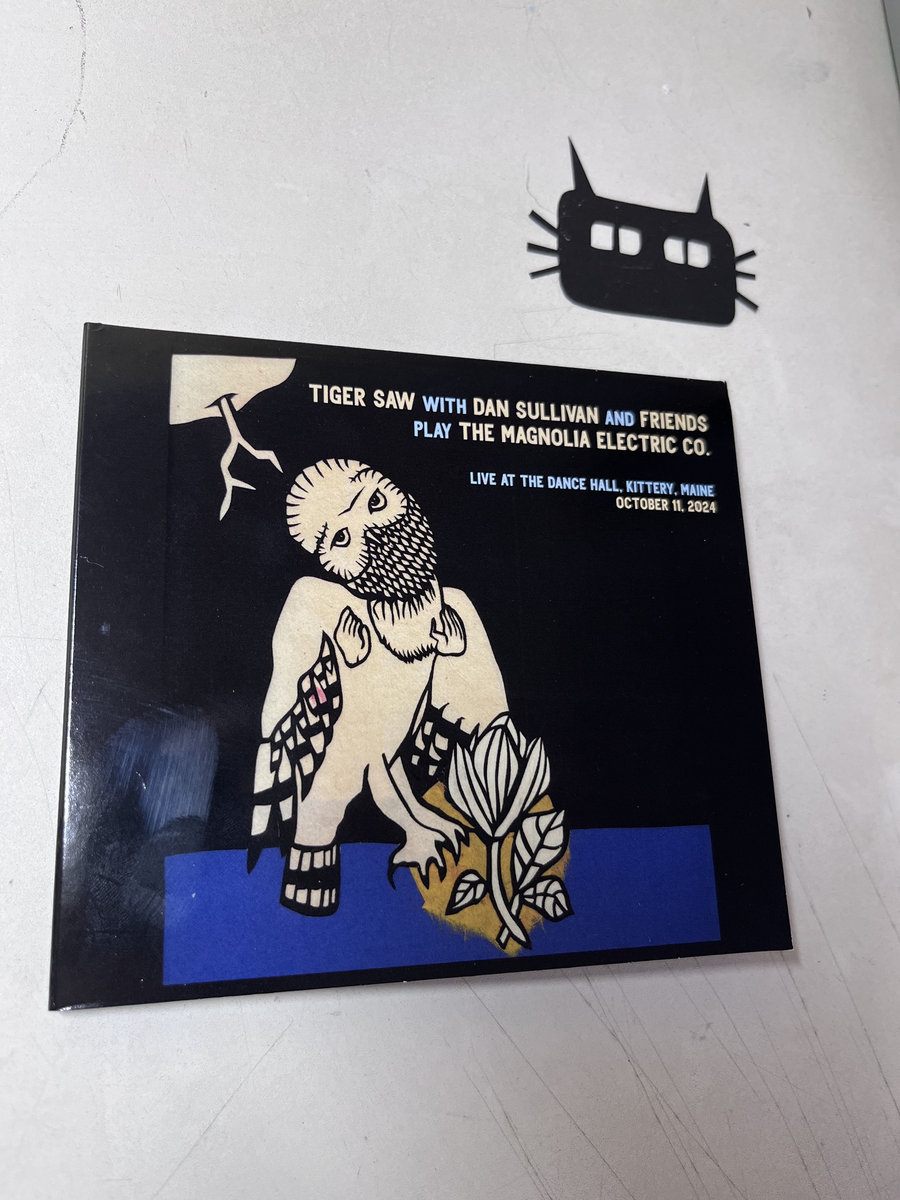 TIGER SAW WITH DAN SULLIVAN AND FRIENDS
PLAY THE MAGNOLIA ELECTRIC CO.
LIVE AT THE DANCE HALL, KITTERY, MAINE
OCTOBER 11, 2024